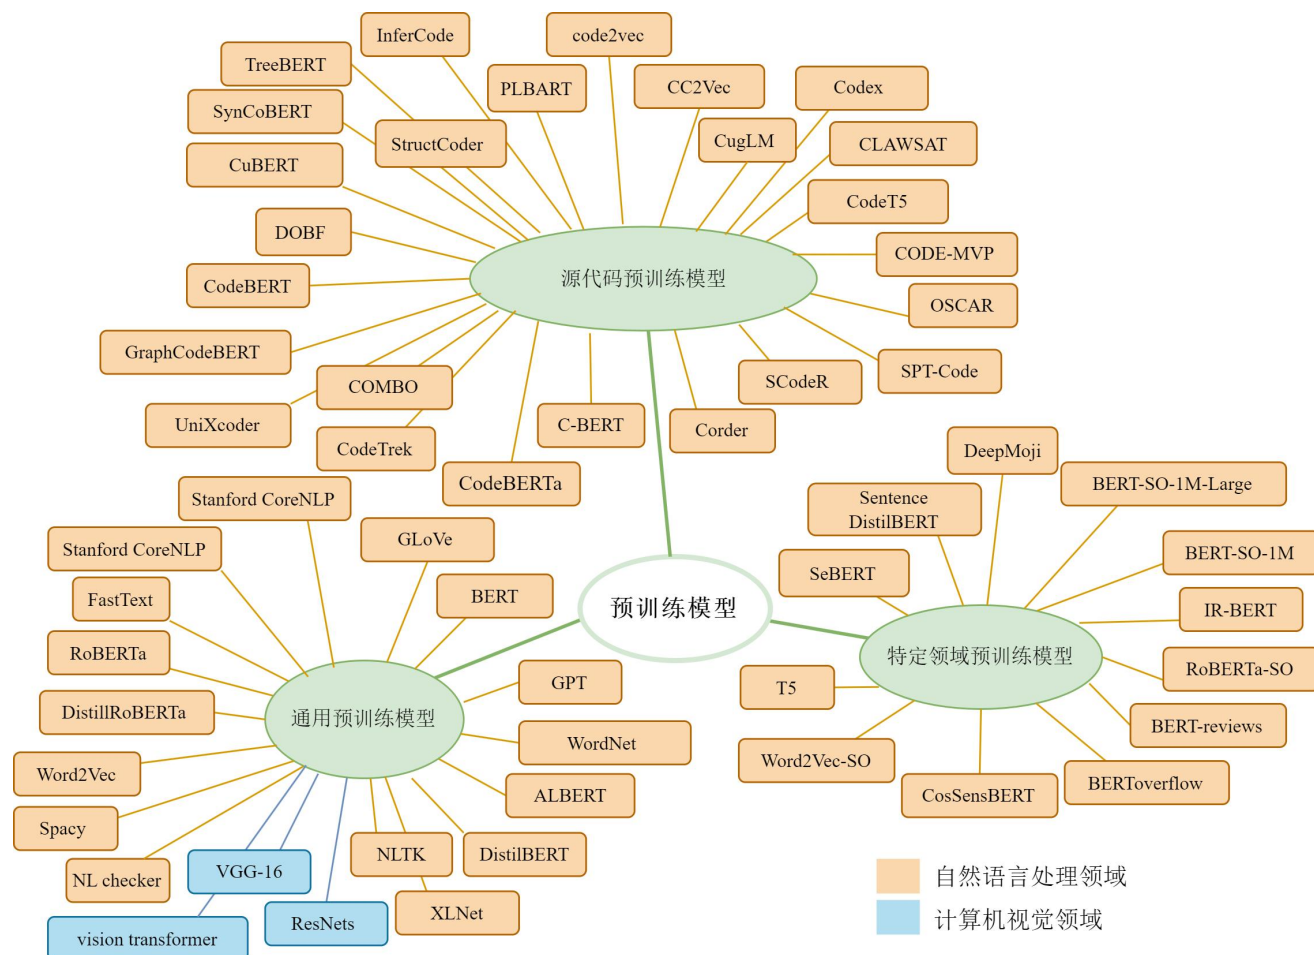 InferCode
code2vec
TreeBERT
PLBART
CC2Vec
Codex
SynCoBERT
StructCoder
CugLM
CLAWSAT
CuBERT
CodeT5
DOBF
CODE-MVP
CodeBERT
源代码预训练模型
OSCAR
GraphCodeBERT
COMBO
SCodeR
SPT-Code
UniXcoder
C-BERT
Corder
CodeTrek
CodeBERTa
DeepMoji
Stanford CoreNLP
Sentence
DistilBERT
BERT-SO-1M-Large
Stanford CoreNLP
GLoVe
BERT-SO-1M
FastText
BERT
SeBERT
预训练模型
IR-BERT
RoBERTa
特定领域预训练模型
RoBERTa-SO
GPT
T5
DistillRoBERTa
通用预训练模型
BERT-reviews
WordNet
Word2Vec-SO
Word2Vec
ALBERT
CosSensBERT
BERToverflow
Spacy
NLTK
DistilBERT
NL checker
VGG-16
自然语言处理领域
XLNet
ResNets
计算机视觉领域
vision transformer